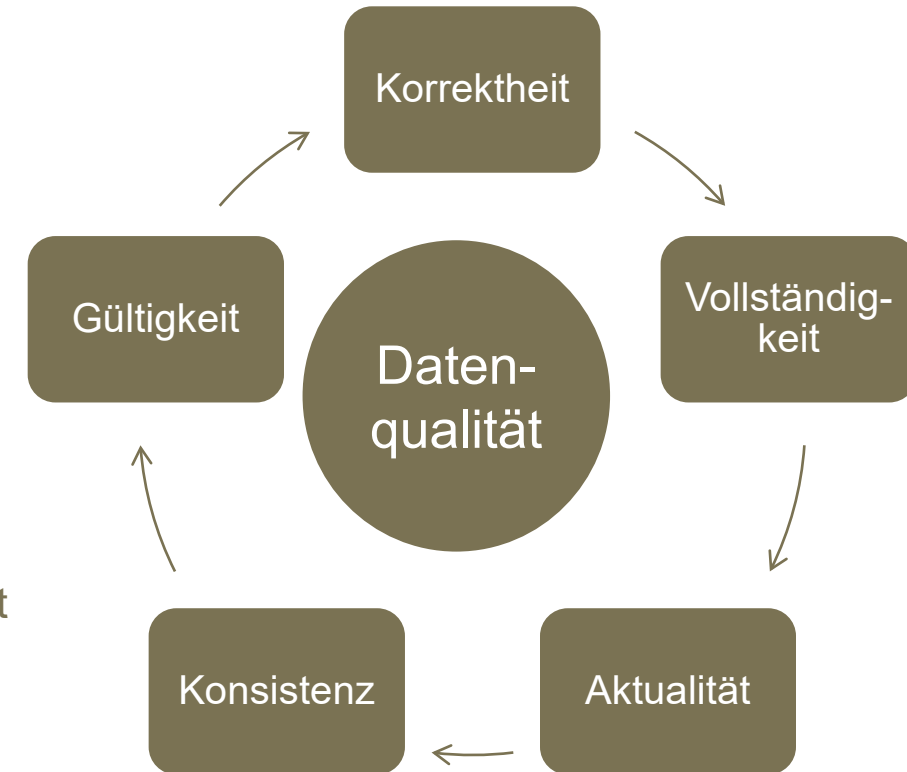 Korrektheit
Vollständig-
keit
Aktualität
Konsistenz
Gültigkeit
Daten-
qualität
t